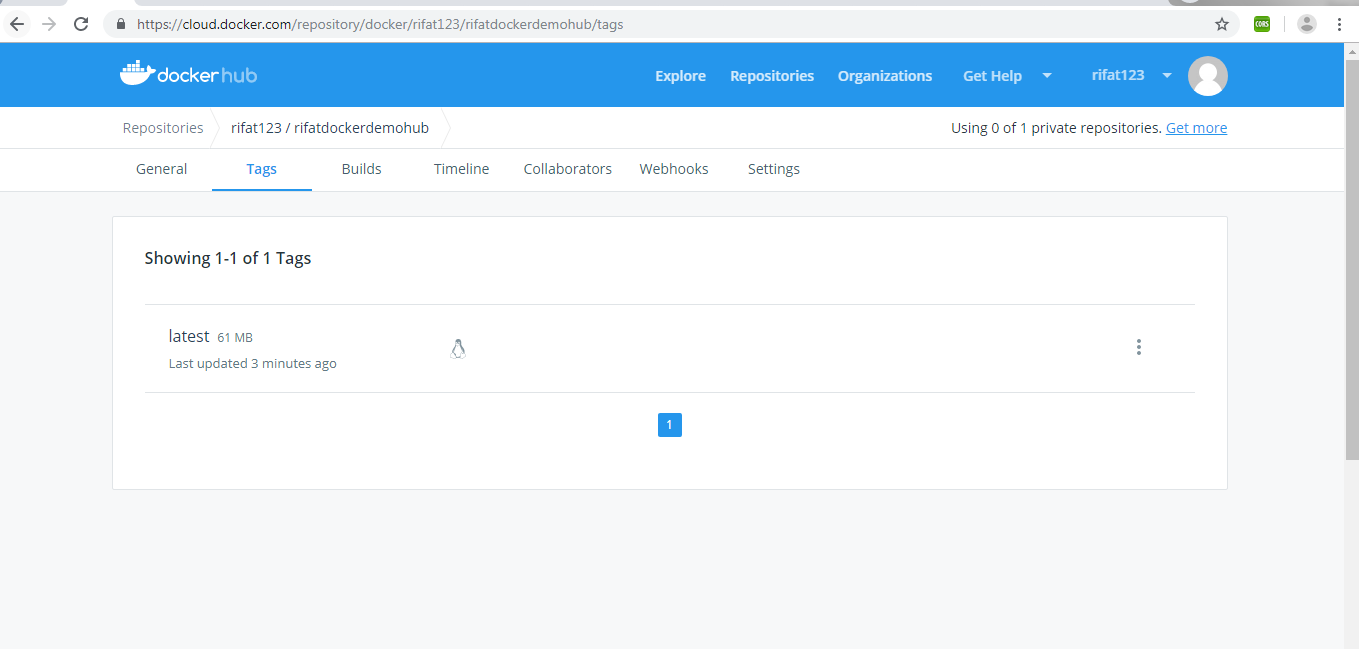 https://cloud.docker.com/repository/docker/rifat123/rifatdockerdemohub/tags
CORS
docker hub
Explore Repositories Organizations Get Help rifat123
Repositories rifat123 / rifatdockerdemohub Using 0 of 1 private repositories. Get more
General Tags Builds Timeline Collaborators Webhooks Settings
Showing 1-1 of 1 Tags
latest 61 MB
Last updated 3 minutes ago
1